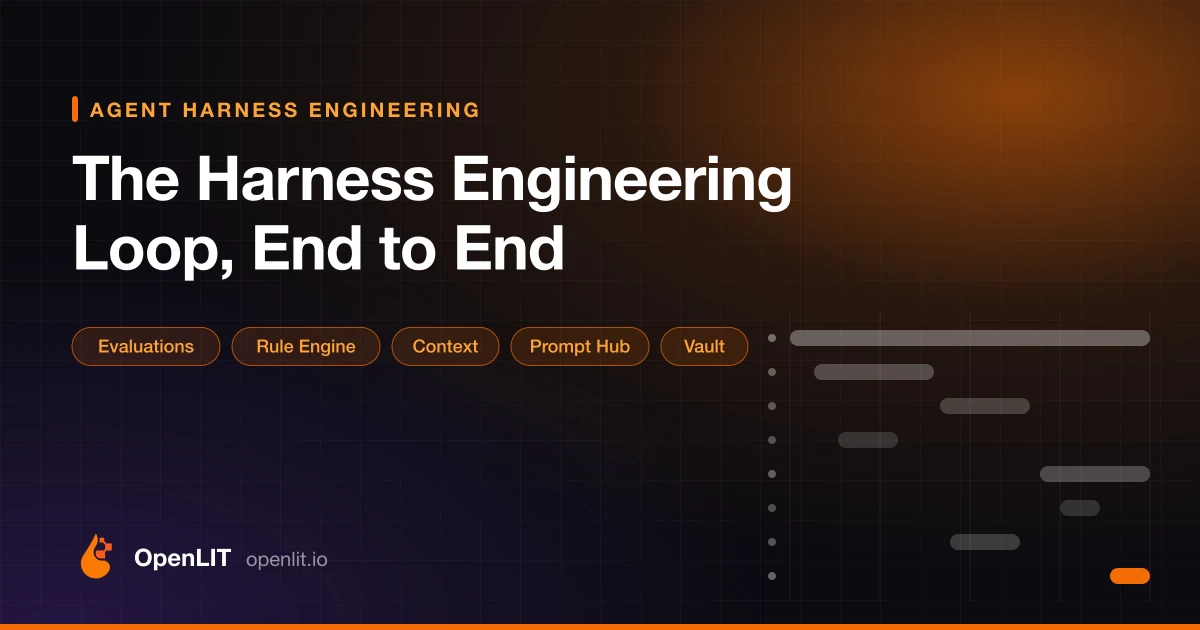 AGENT HARNESS ENGINEERING
The Harness Engineering
Loop, End to End
Evaluations Rule Engine Context Prompt Hub Vault
OpenLIT openlit.io